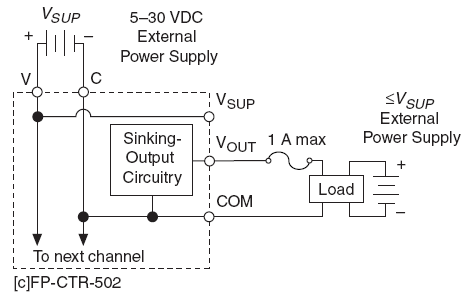 VSUP
5–30 VDC
External
Power Supply
+
–
V
C
VSUP
≤VSUP
External
Power Supply
Sinking-
Output
Circuitry
VOUT
1 A max
+
Load
COM
–
To next channel
[c]FP-CTR-502